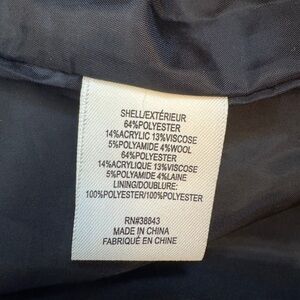 SHELL/EXTÉRIEUR
64%POLYESTER
14%ACRYLIC 13%VISCOSE
5%POLYAMIDE 4%WOOL
64%POLYESTER
14%ACRYLIQUE 13%VISCOSE
5%POLYAMIDE 4%LAINE
LINING/DOUBLURE:
100%POLYESTER/100%POLYESTER
RN#38843
MADE IN CHINA
FABRIQUÉ EN CHINE